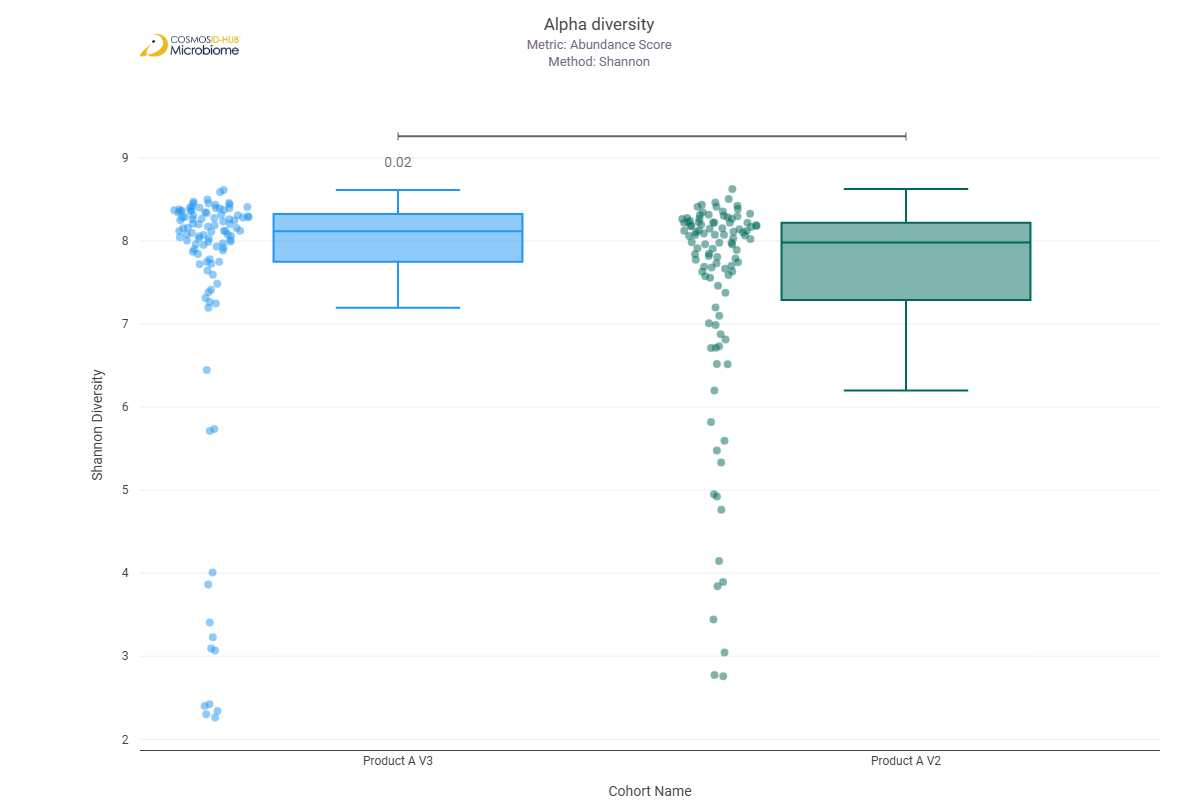 Alpha diversity
Metric: Abundance Score
Method: Shannon
COSMOSID-HUB
Microbiome
0.02
9
8
7
6
5
4
3
2
Shannon Diversity
Product A V3
Product A V2
Cohort Name